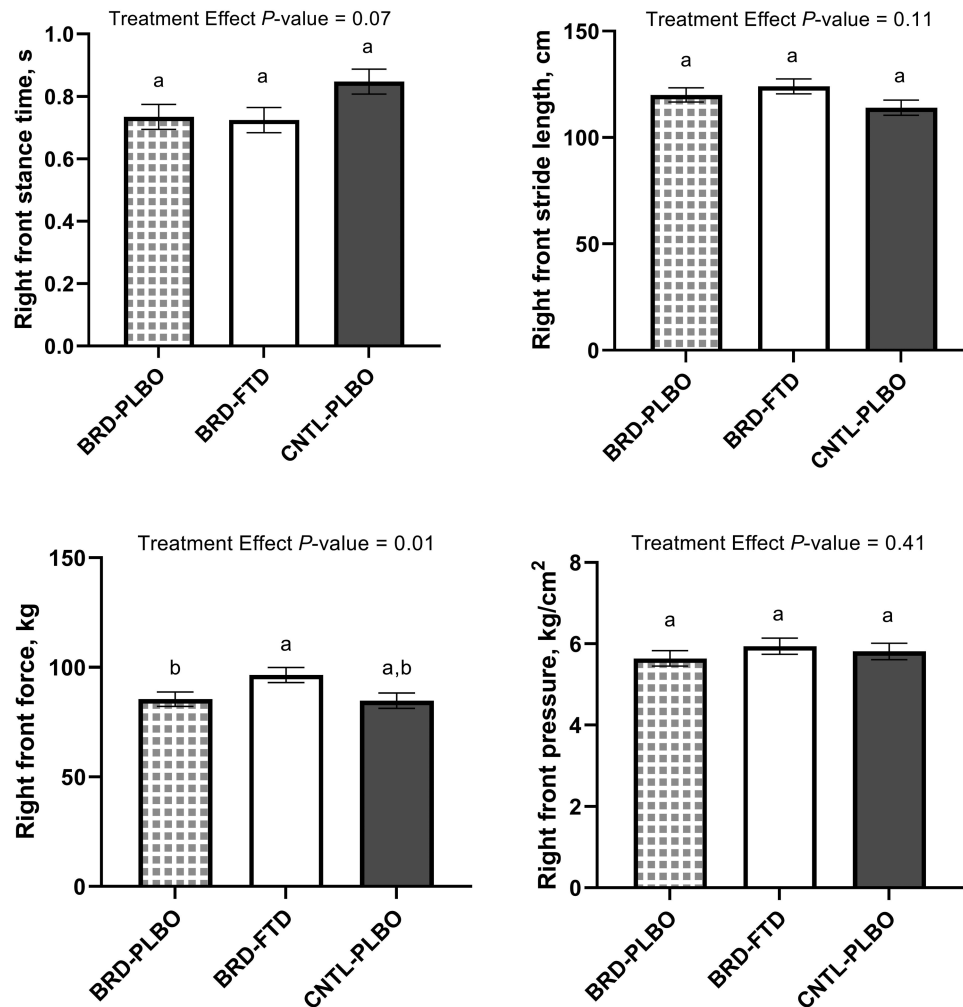 Treatment Effect P-value = 0.07
Right front stance time, s
1.0
0.8
0.6
0.4
0.2
0.0
a
a
a
BRD-PLBO
BRD-FTD
CNTL-PLBO
Treatment Effect P-value = 0.11
Right front stride length, cm
150
100
50
0
a
a
a
BRD-PLBO
BRD-FTD
CNTL-PLBO
Treatment Effect P-value = 0.01
Right front force, kg
150
100
50
0
b
a
a,b
BRD-PLBO
BRD-FTD
CNTL-PLBO
Treatment Effect P-value = 0.41
Right front pressure, kg/cm²
8
6
4
2
0
a
a
a
BRD-PLBO
BRD-FTD
CNTL-PLBO